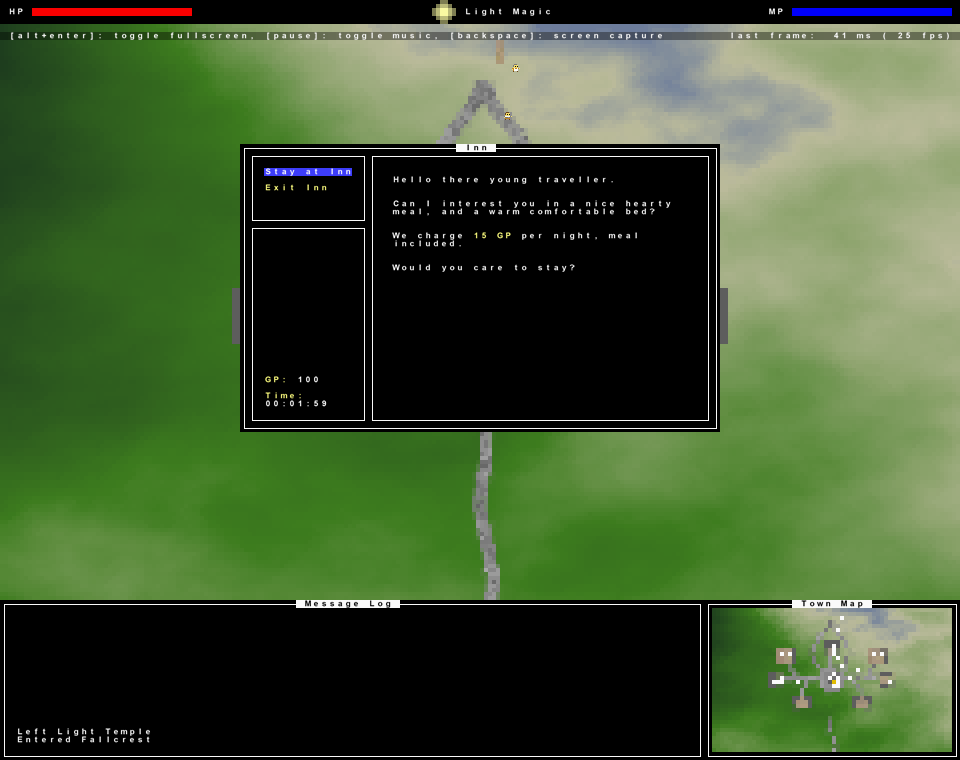 HP Light Magic MP
[alt+enter]: toggle fullscreen, [pause]: toggle music, [backspace]: screen capture last frame: 41 ms ( 25 fps)
Inn
Stay at Inn
Exit Inn
Hello there young traveller.
Can I interest you in a nice hearty
meal, and a warm comfortable bed?
We charge 15 GP per night, meal
included.
Would you care to stay?
GP: 100
Time:
00:01:59
Message Log
Left Light Temple
Entered Fallcrest
Town Map